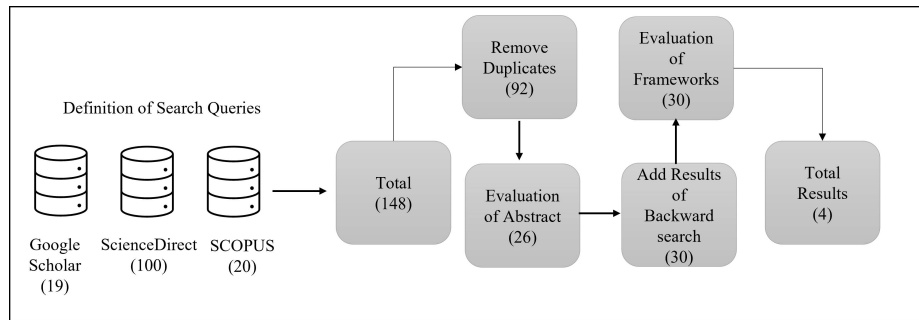 Definition of Search Queries
Google
Scholar
(19)
ScienceDirect
(100)
SCOPUS
(20)
Total
(148)
Remove
Duplicates
(92)
Evaluation
of Abstract
(26)
Add Results
of
Backward
search
(30)
Evaluation
of
Frameworks
(30)
Total
Results
(4)